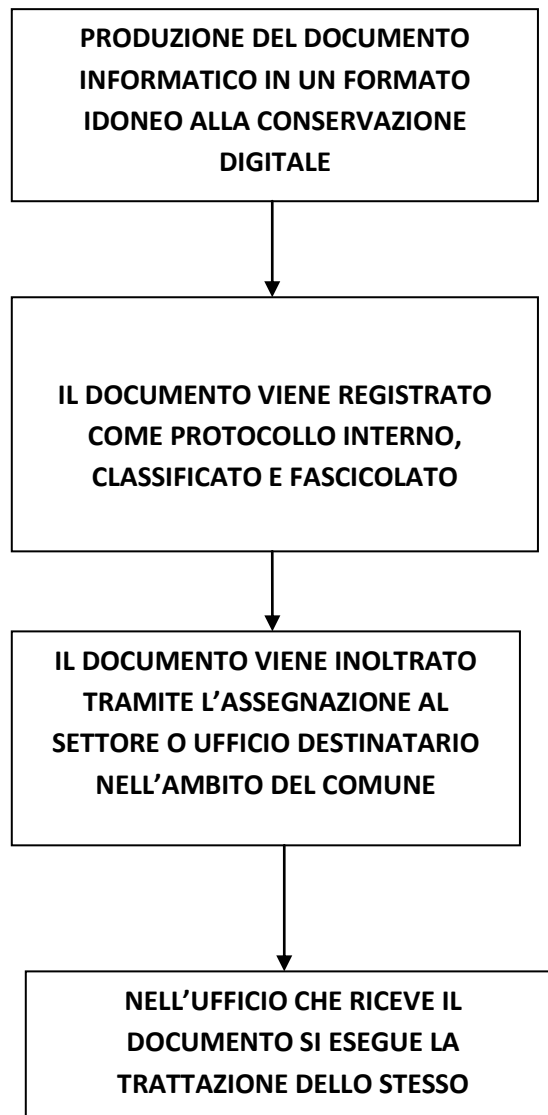 PRODUZIONE DEL DOCUMENTO
INFORMATICO IN UN FORMATO
IDONEO ALLA CONSERVAZIONE
DIGITALE
IL DOCUMENTO VIENE REGISTRATO
COME PROTOCOLLO INTERNO,
CLASSIFICATO E FASCICOLATO
IL DOCUMENTO VIENE INOLTRATO
TRAMITE L’ASSEGNAZIONE AL
SETTORE O UFFICIO DESTINATARIO
NELL’AMBITO DEL COMUNE
NELL’UFFICIO CHE RICEVE IL
DOCUMENTO SI ESEGUE LA
TRATTAZIONE DELLO STESSO